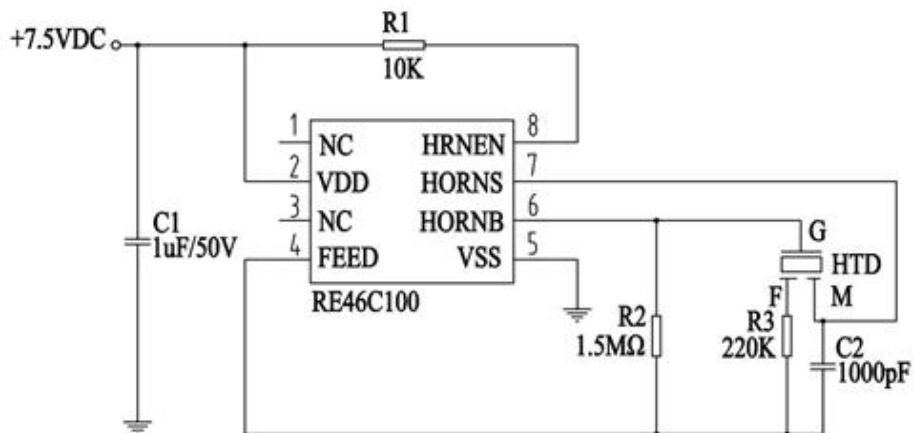 R1
+7.5VDC
10K
1
8
NC
HRNEN
2
7
VDD
HORNS
3
6
NC
HORNB
C1
1uF/50V
4
5
FEED
VSS
G
HTD
RE46C100
F
M
R2
1.5MΩ
R3
220K
C2
1000pF